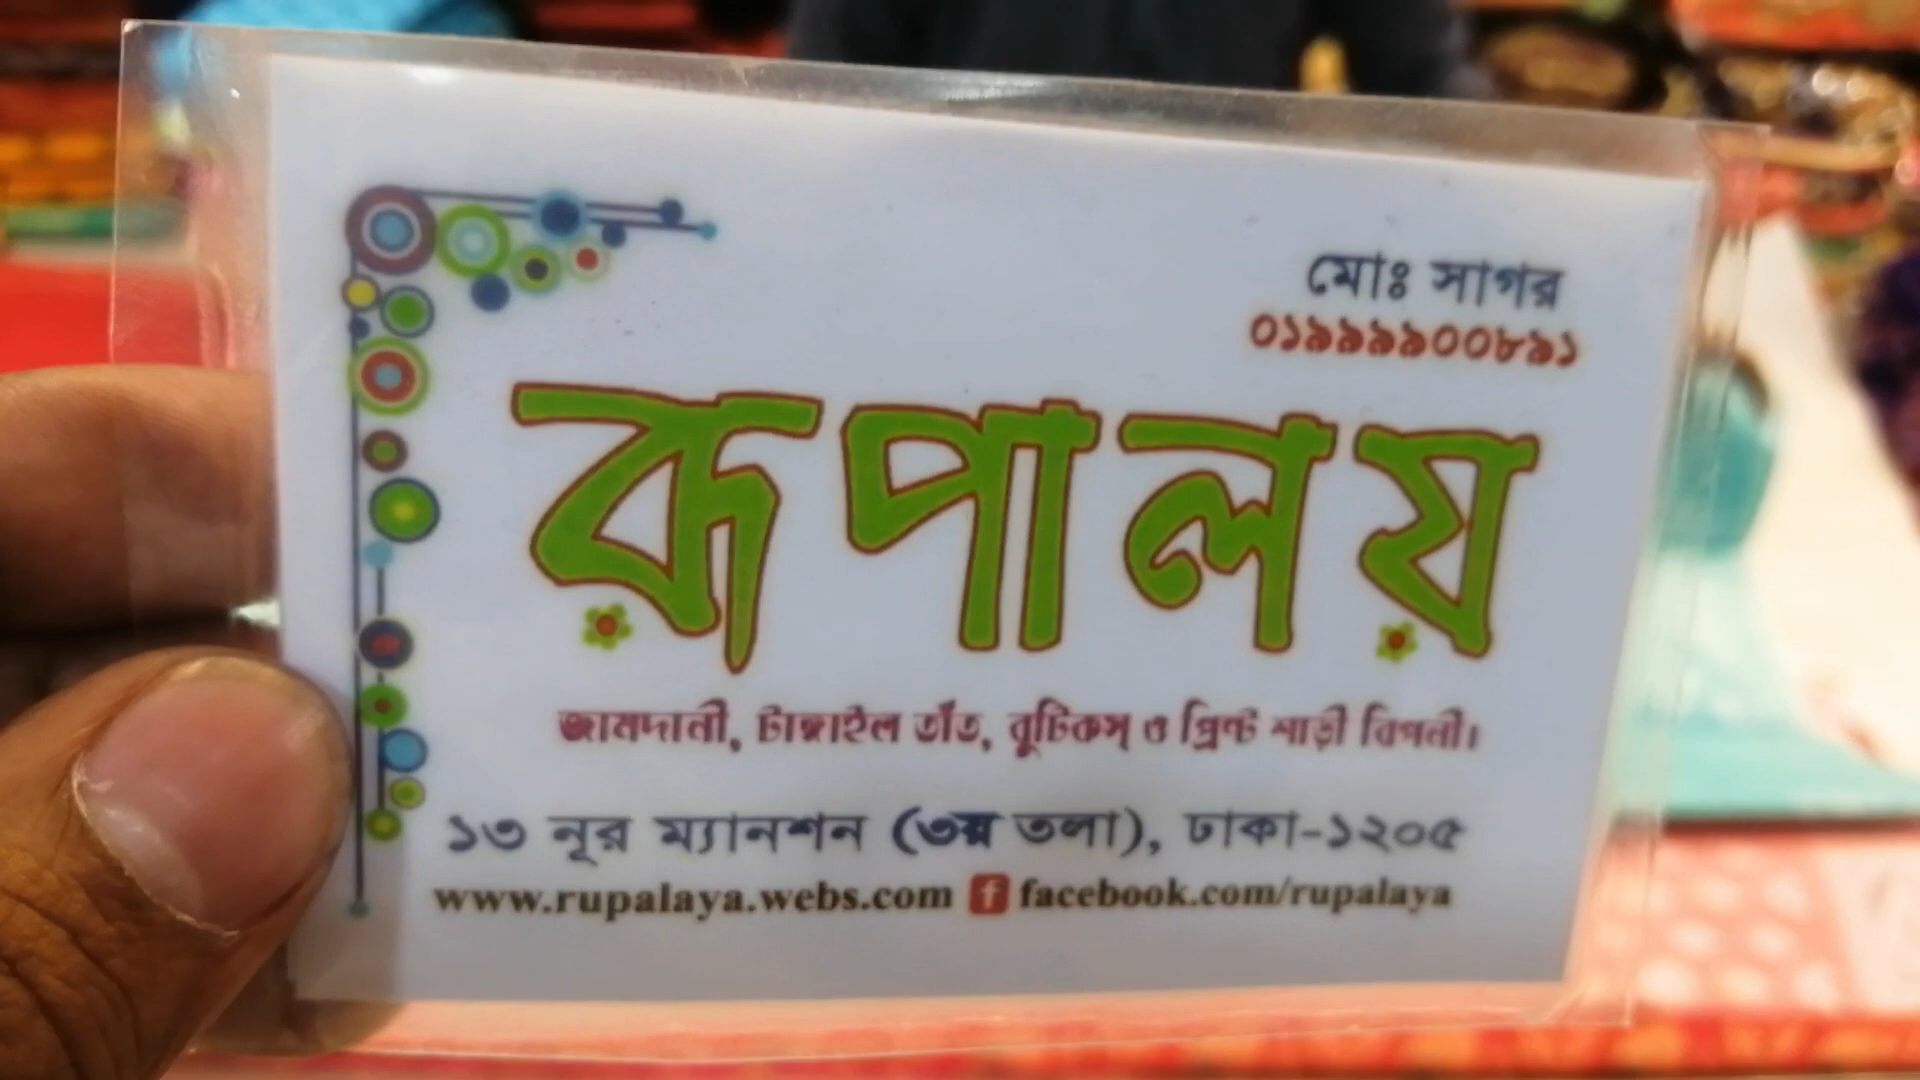 মোঃ সাগর
০১৯৯৯৯০০৮৯১
রূপালয়
জামদানী, টাঙ্গাইল তাঁত, বুটিকস্ ও প্রিন্ট শাড়ী বিপনী।
১৩ নূর ম্যানশন (৩য় তলা), ঢাকা-১২০৫
www.rupalaya.webs.com f facebook.com/rupalaya